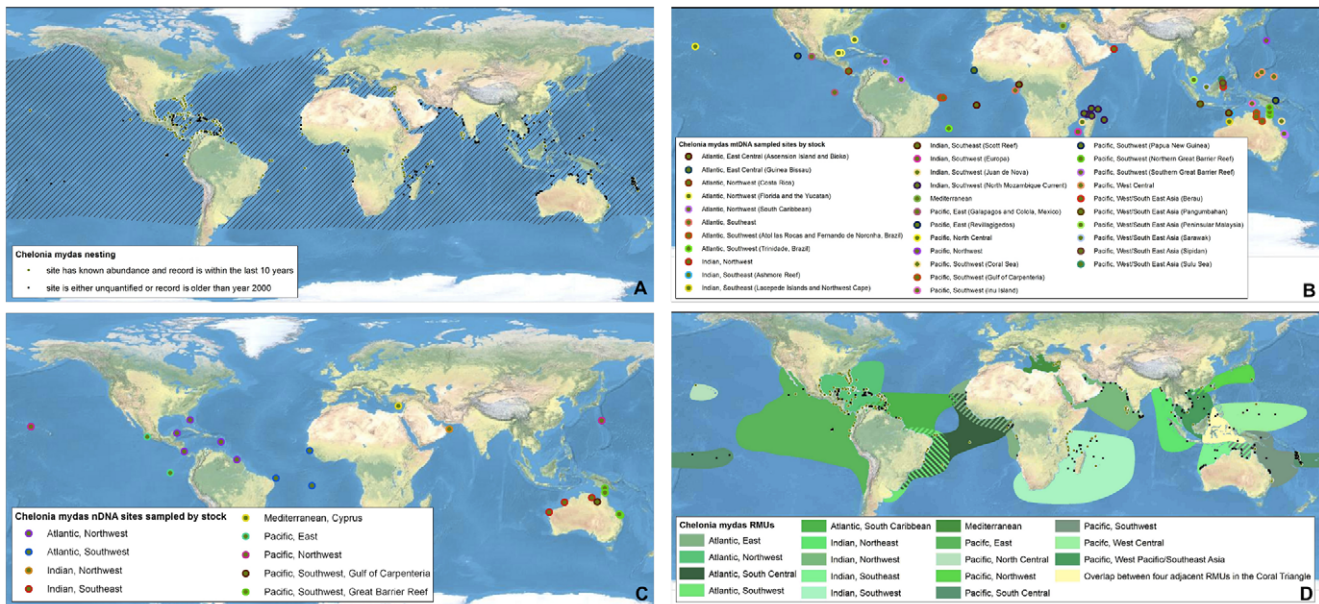 Chelonia mydas nesting
site has known abundance and record is within the last 10 years
site is either unquantified or record is older than year 2000
A
Chelonia mydas mtDNA sampled sites by stock
Atlantic, East Central (Ascension Island and Bioko)
Atlantic, East Central (Guinea Bissau)
Atlantic, Northwest (Costa Rica)
Atlantic, Northwest (Florida and the Yucatan)
Atlantic, Northwest (South Caribbean)
Atlantic, Southeast
Atlantic, Southwest (Atol las Rocas and Fernando de Noronha, Brazil)
Atlantic, Southwest (Trinidade, Brazil)
Indian, Northwest
Indian, Southeast (Ashmore Reef)
Indian, Southeast (Lacepede Islands and Northwest Cape)
Indian, Southeast (Scott Reef)
Indian, Southwest (Europa)
Indian, Southwest (Juan de Nova)
Indian, Southwest (North Mozambique Current)
Mediterranean
Pacific, East (Galapagos and Colola, Mexico)
Pacific, East (Revillagigedos)
Pacific, North Central
Pacific, Northwest
Pacific, Southwest (Coral Sea)
Pacific, Southwest (Gulf of Carpenteria)
Pacific, Southwest (Inu Island)
Pacific, Southwest (Papua New Guinea)
Pacific, Southwest (Northern Great Barrier Reef)
Pacific, Southwest (Southern Great Barrier Reef)
Pacific, West Central
Pacific, West/South East Asia (Berau)
Pacific, West/South East Asia (Pangumbahan)
Pacific, West/South East Asia (Peninsular Malaysia)
Pacific, West/South East Asia (Sarawak)
Pacific, West/South East Asia (Sipidan)
Pacific, West/South East Asia (Sulu Sea)
B
Chelonia mydas nDNA sites sampled by stock
Atlantic, Northwest
Atlantic, Southwest
Indian, Northwest
Indian, Southeast
Mediterranean, Cyprus
Pacific, East
Pacific, Northwest
Pacific, Southwest, Gulf of Carpenteria
Pacific, Southwest, Great Barrier Reef
C
Chelonia mydas RMUs
Atlantic, East
Atlantic, Northwest
Atlantic, South Central
Atlantic, Southwest
Atlantic, South Caribbean
Indian, Northeast
Indian, Northwest
Indian, Southeast
Indian, Southwest
Mediterranean
Pacific, East
Pacific, North Central
Pacific, Northwest
Pacific, South Central
Pacific, Southwest
Pacific, West Central
Pacific, West Pacific/Southeast Asia
Overlap between four adjacent RMUs in the Coral Triangle
D